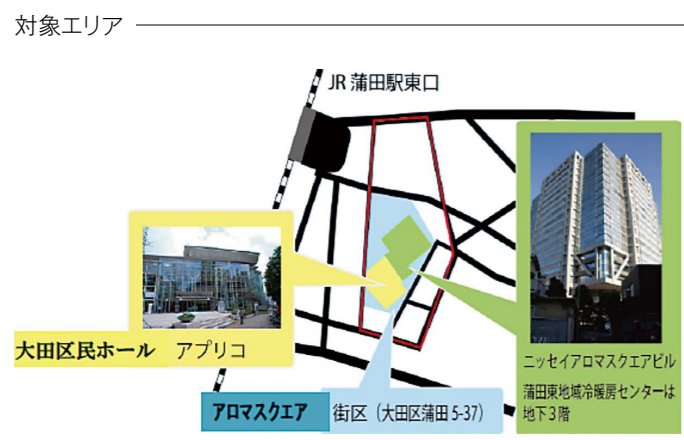 対象エリア
JR 蒲田駅東口
大田区民ホール アプリコ
アロマスクエア 街区（大田区蒲田 5-37）
ニッセイアロマスクエアビル
蒲田東地域冷暖房センターは
地下3階